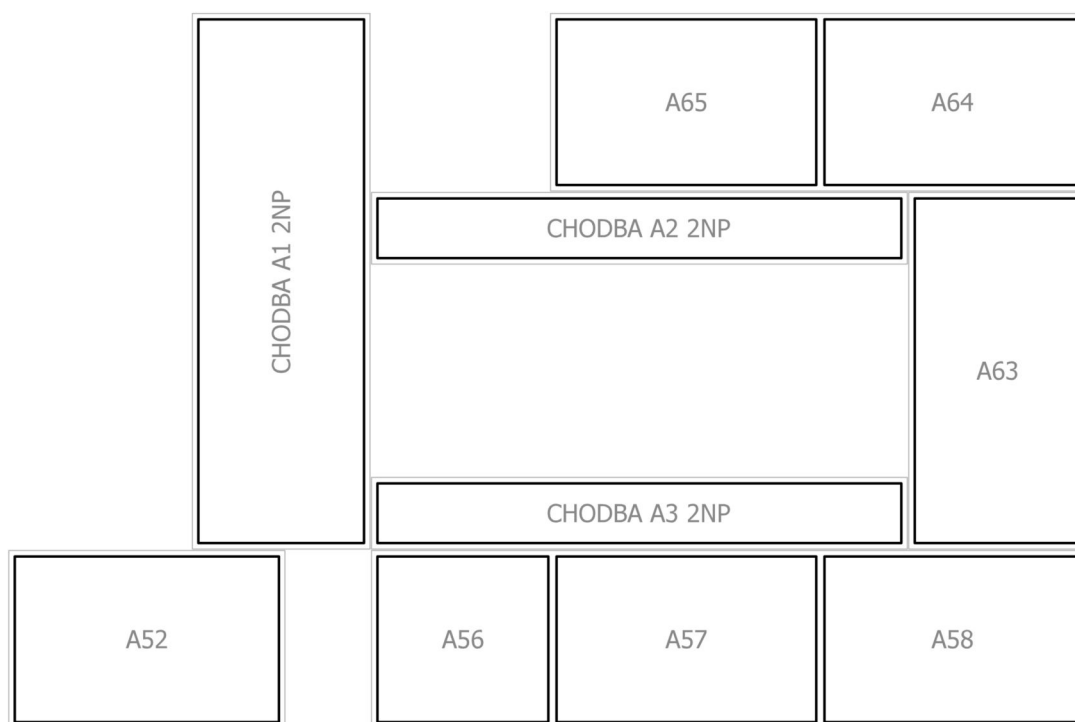 A65
A64
CHODBA A2 2NP
CHODBA A1 2NP
A63
CHODBA A3 2NP
A52
A56
A57
A58